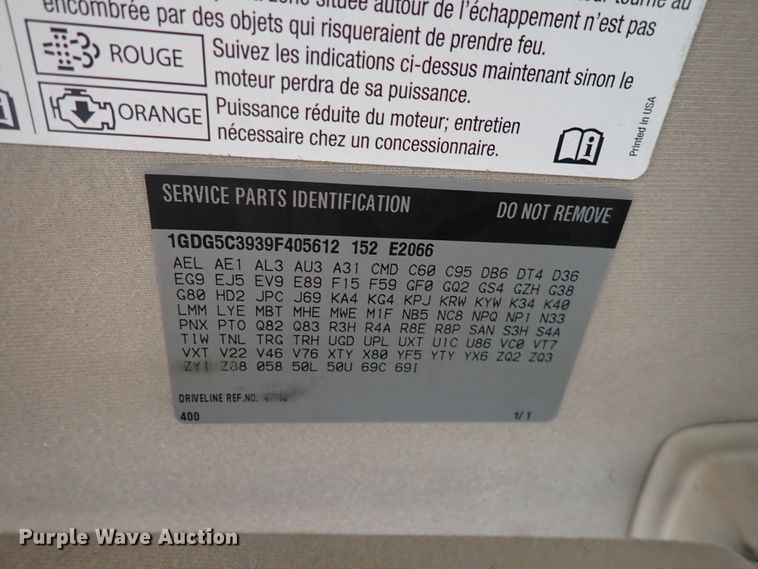 encombrée par des objets qui risqueraient de prendre feu.
ROUGE
Suivez les indications ci-dessus maintenant sinon le
moteur perdra de sa puissance.
ORANGE
Puissance réduite du moteur; entretien
nécessaire chez un concessionnaire.
Printed in USA
SERVICE PARTS IDENTIFICATION DO NOT REMOVE
1GDG5C3939F405612 152 E2066
AEL AE1 AL3 AU3 A31 CMD C60 C95 DB6 DT4 D36
EG9 EJ5 EV9 E89 F15 F59 GF0 GQ2 GS4 GZH G38
G80 HD2 JPC J69 KA4 KG4 KPJ KRW KYW K34 K40
LMM LYE MBT MHE MWE M1F NB5 NC8 NPQ NP1 N33
PNX PTO Q82 Q83 R3H R4A R8E R8P SAN S3H S4A
TIW TNL TRG TRH UGD UPL UXT U1C U86 VC0 VT7
VXT V22 V46 V76 XTY X80 YF5 YTY YX6 ZQ2 ZQ3
ZY1 Z38 058 50L 50U 69C 69I
DRIVELINE REF.NO.
400 1/1
Purple Wave Auction